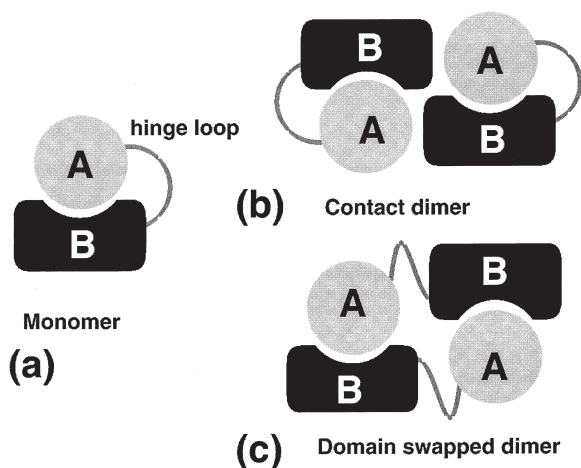 A
hinge loop
B
Monomer
(a)
B
A
A
B
(b)
Contact dimer
A
B
B
A
(c)
Domain swapped dimer